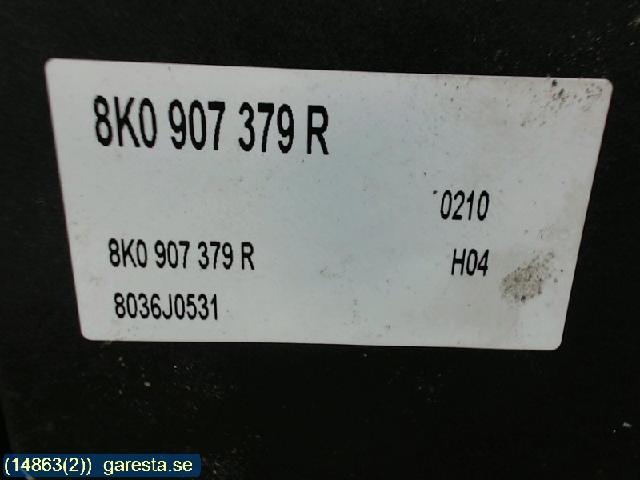 8K0 907 379 R
0210
8K0 907 379 R
H04
8036J0531
(14863(2)) garesta.se